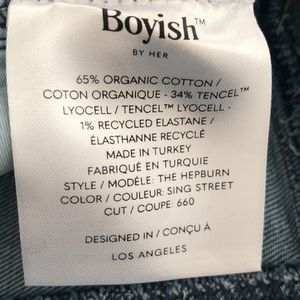 Boyish™
BY HER
65% ORGANIC COTTON /
COTON ORGANIQUE - 34% TENCEL™
LYOCELL / TENCEL™ LYOCELL -
1% RECYCLED ELASTANE /
ÉLASTHANNE RECYCLÉ
MADE IN TURKEY
FABRIQUÉ EN TURQUIE
STYLE / MODÈLE: THE HEPBURN
COLOR / COULEUR: SING STREET
CUT / COUPE: 660
DESIGNED IN / CONÇU À
LOS ANGELES